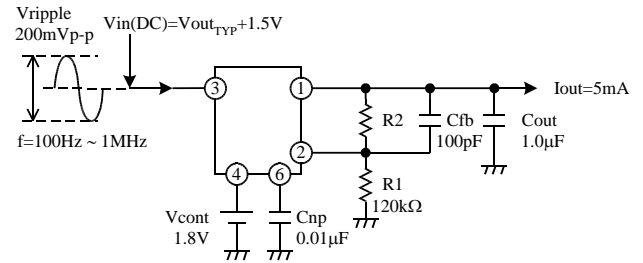 Vripple
200mVp-p
Vin(DC)=VoutTYP+1.5V
f=100Hz ~ 1MHz
3
1
2
4
6
R2
Cfb
100pF
Cout
1.0µF
Iout=5mA
R1
120kΩ
Vcont
1.8V
Cnp
0.01µF